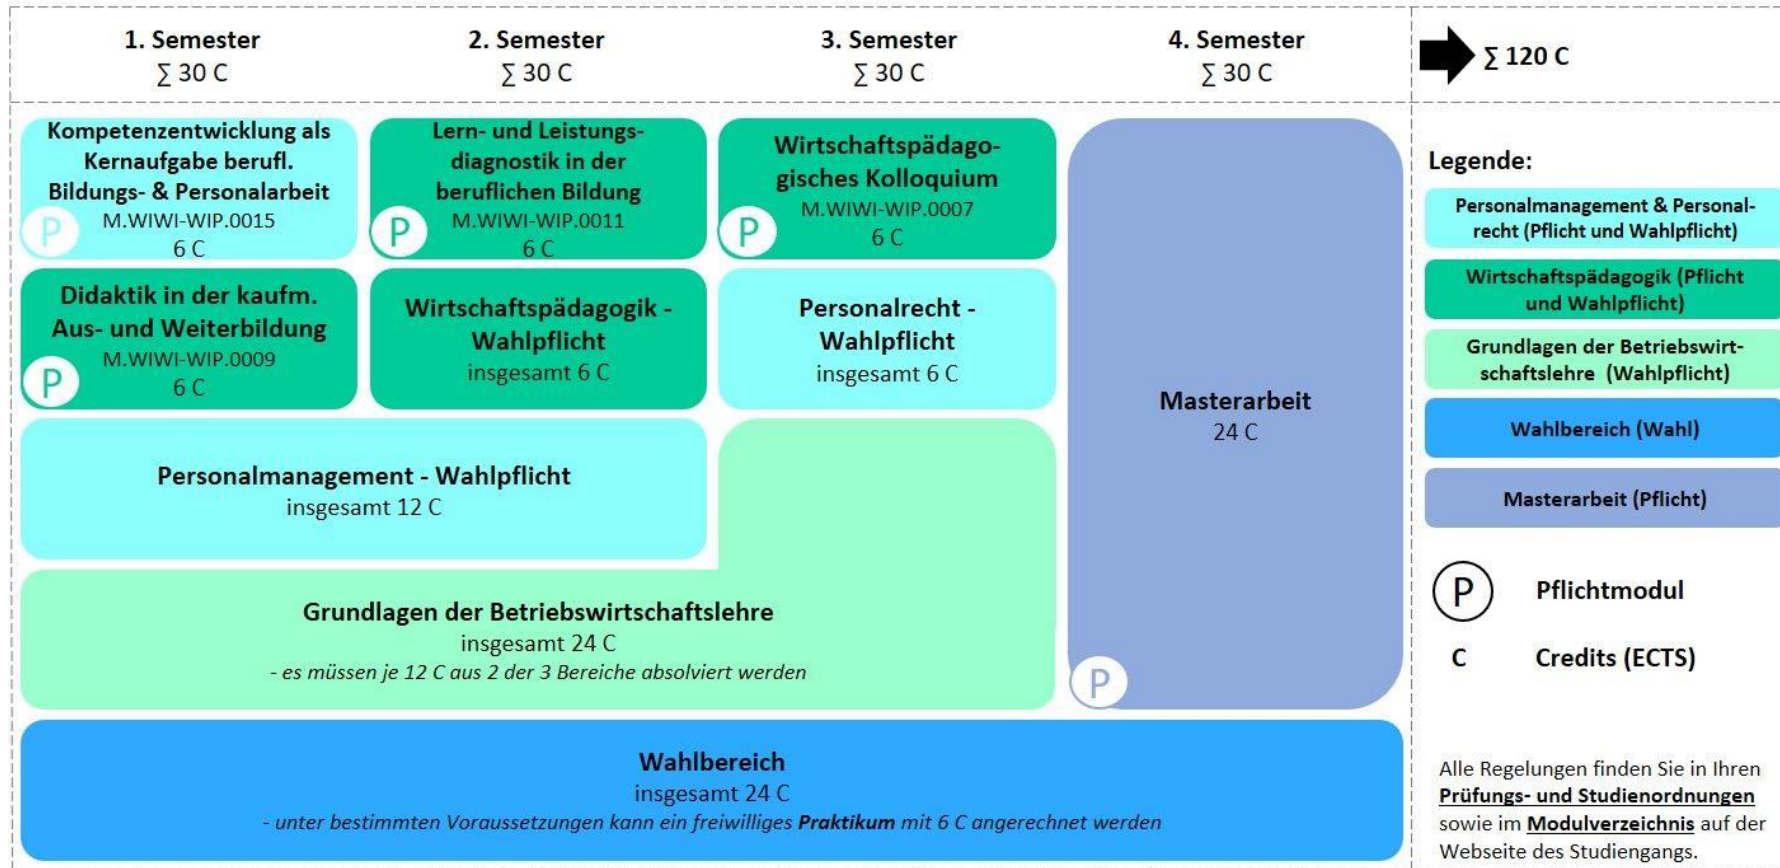 1. Semester
∑ 30 C
2. Semester
∑ 30 C
3. Semester
∑ 30 C
4. Semester
∑ 30 C
∑ 120 C
Kompetenzentwicklung als
Kernaufgabe berufl.
Bildungs- & Personalarbeit
M.WIWI-WIP.0015
6 C
P
Lern- und Leistungs-
diagnostik in der
beruflichen Bildung
M.WIWI-WIP.0011
6 C
P
Wirtschaftspädago-
gisches Kolloquium
M.WIWI-WIP.0007
6 C
P
Didaktik in der kaufm.
Aus- und Weiterbildung
M.WIWI-WIP.0009
6 C
P
Wirtschaftspädagogik -
Wahlpflicht
insgesamt 6 C
Personalrecht -
Wahlpflicht
insgesamt 6 C
Masterarbeit
24 C
P
Personalmanagement - Wahlpflicht
insgesamt 12 C
Grundlagen der Betriebswirtschaftslehre
insgesamt 24 C
- es müssen je 12 C aus 2 der 3 Bereiche absolviert werden
Wahlbereich
insgesamt 24 C
- unter bestimmten Voraussetzungen kann ein freiwilliges Praktikum mit 6 C angerechnet werden
Legende:
Personalmanagement & Personal-
recht (Pflicht und Wahlpflicht)
Wirtschaftspädagogik (Pflicht
und Wahlpflicht)
Grundlagen der Betriebswirt-
schaftslehre (Wahlpflicht)
Wahlbereich (Wahl)
Masterarbeit (Pflicht)
P Pflichtmodul
C Credits (ECTS)
Alle Regelungen finden Sie in Ihren
Prüfungs- und Studienordnungen
sowie im Modulverzeichnis auf der
Webseite des Studiengangs.